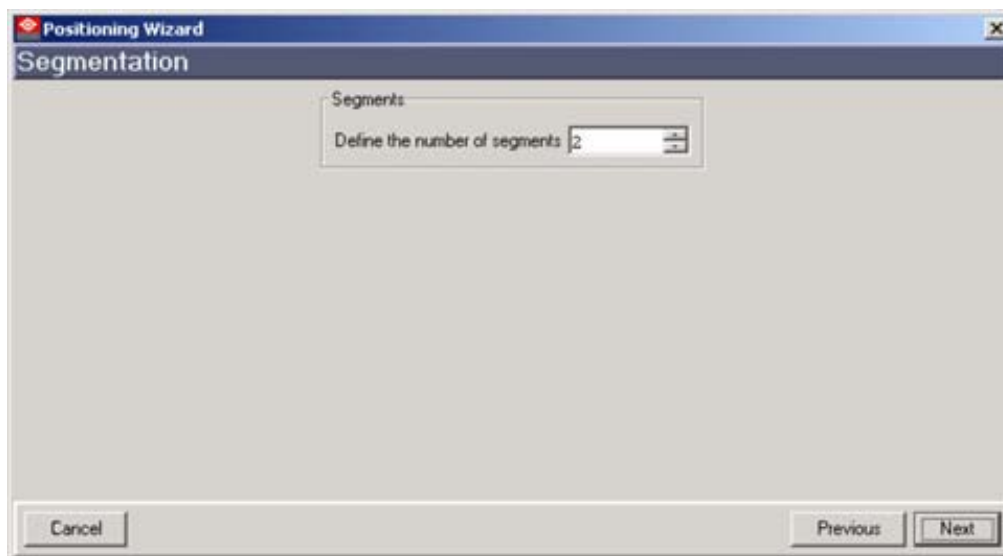 Positioning Wizard
Segmentation
Segments
Define the number of segments 2
Cancel Previous Next